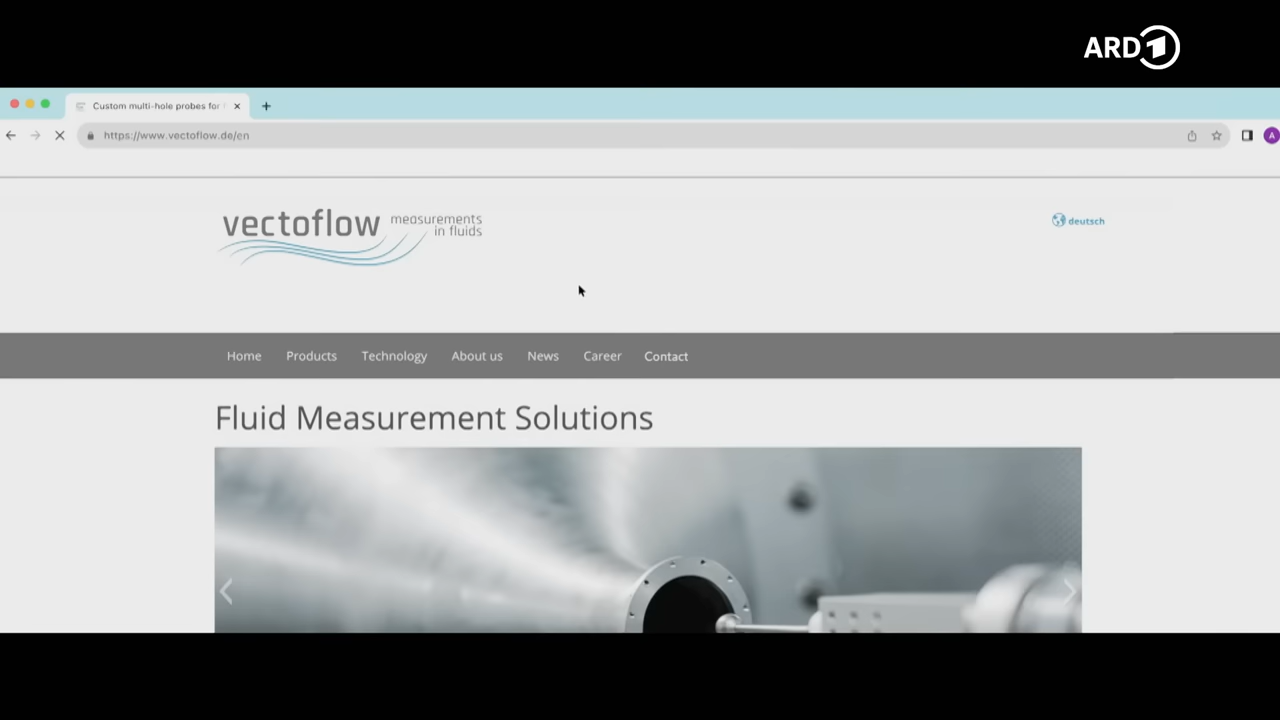 ARD 1
Custom multi-hole probes for
https://www.vectoflow.de/en
A
vectoflow measurements
in fluids
deutsch
Home Products Technology About us News Career Contact
Fluid Measurement Solutions